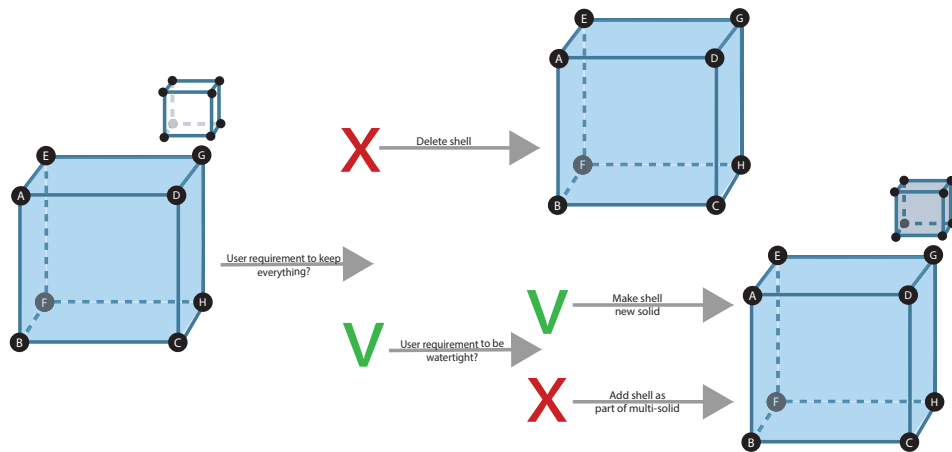 E
G
A
D
F
H
B
C
User requirement to keep
everything?
X
Delete shell
E
G
A
D
F
H
B
C
V
User requirement to be
watertight?
V
Make shell
new solid
X
Add shell as
part of multi-solid
E
G
A
D
F
H
B
C